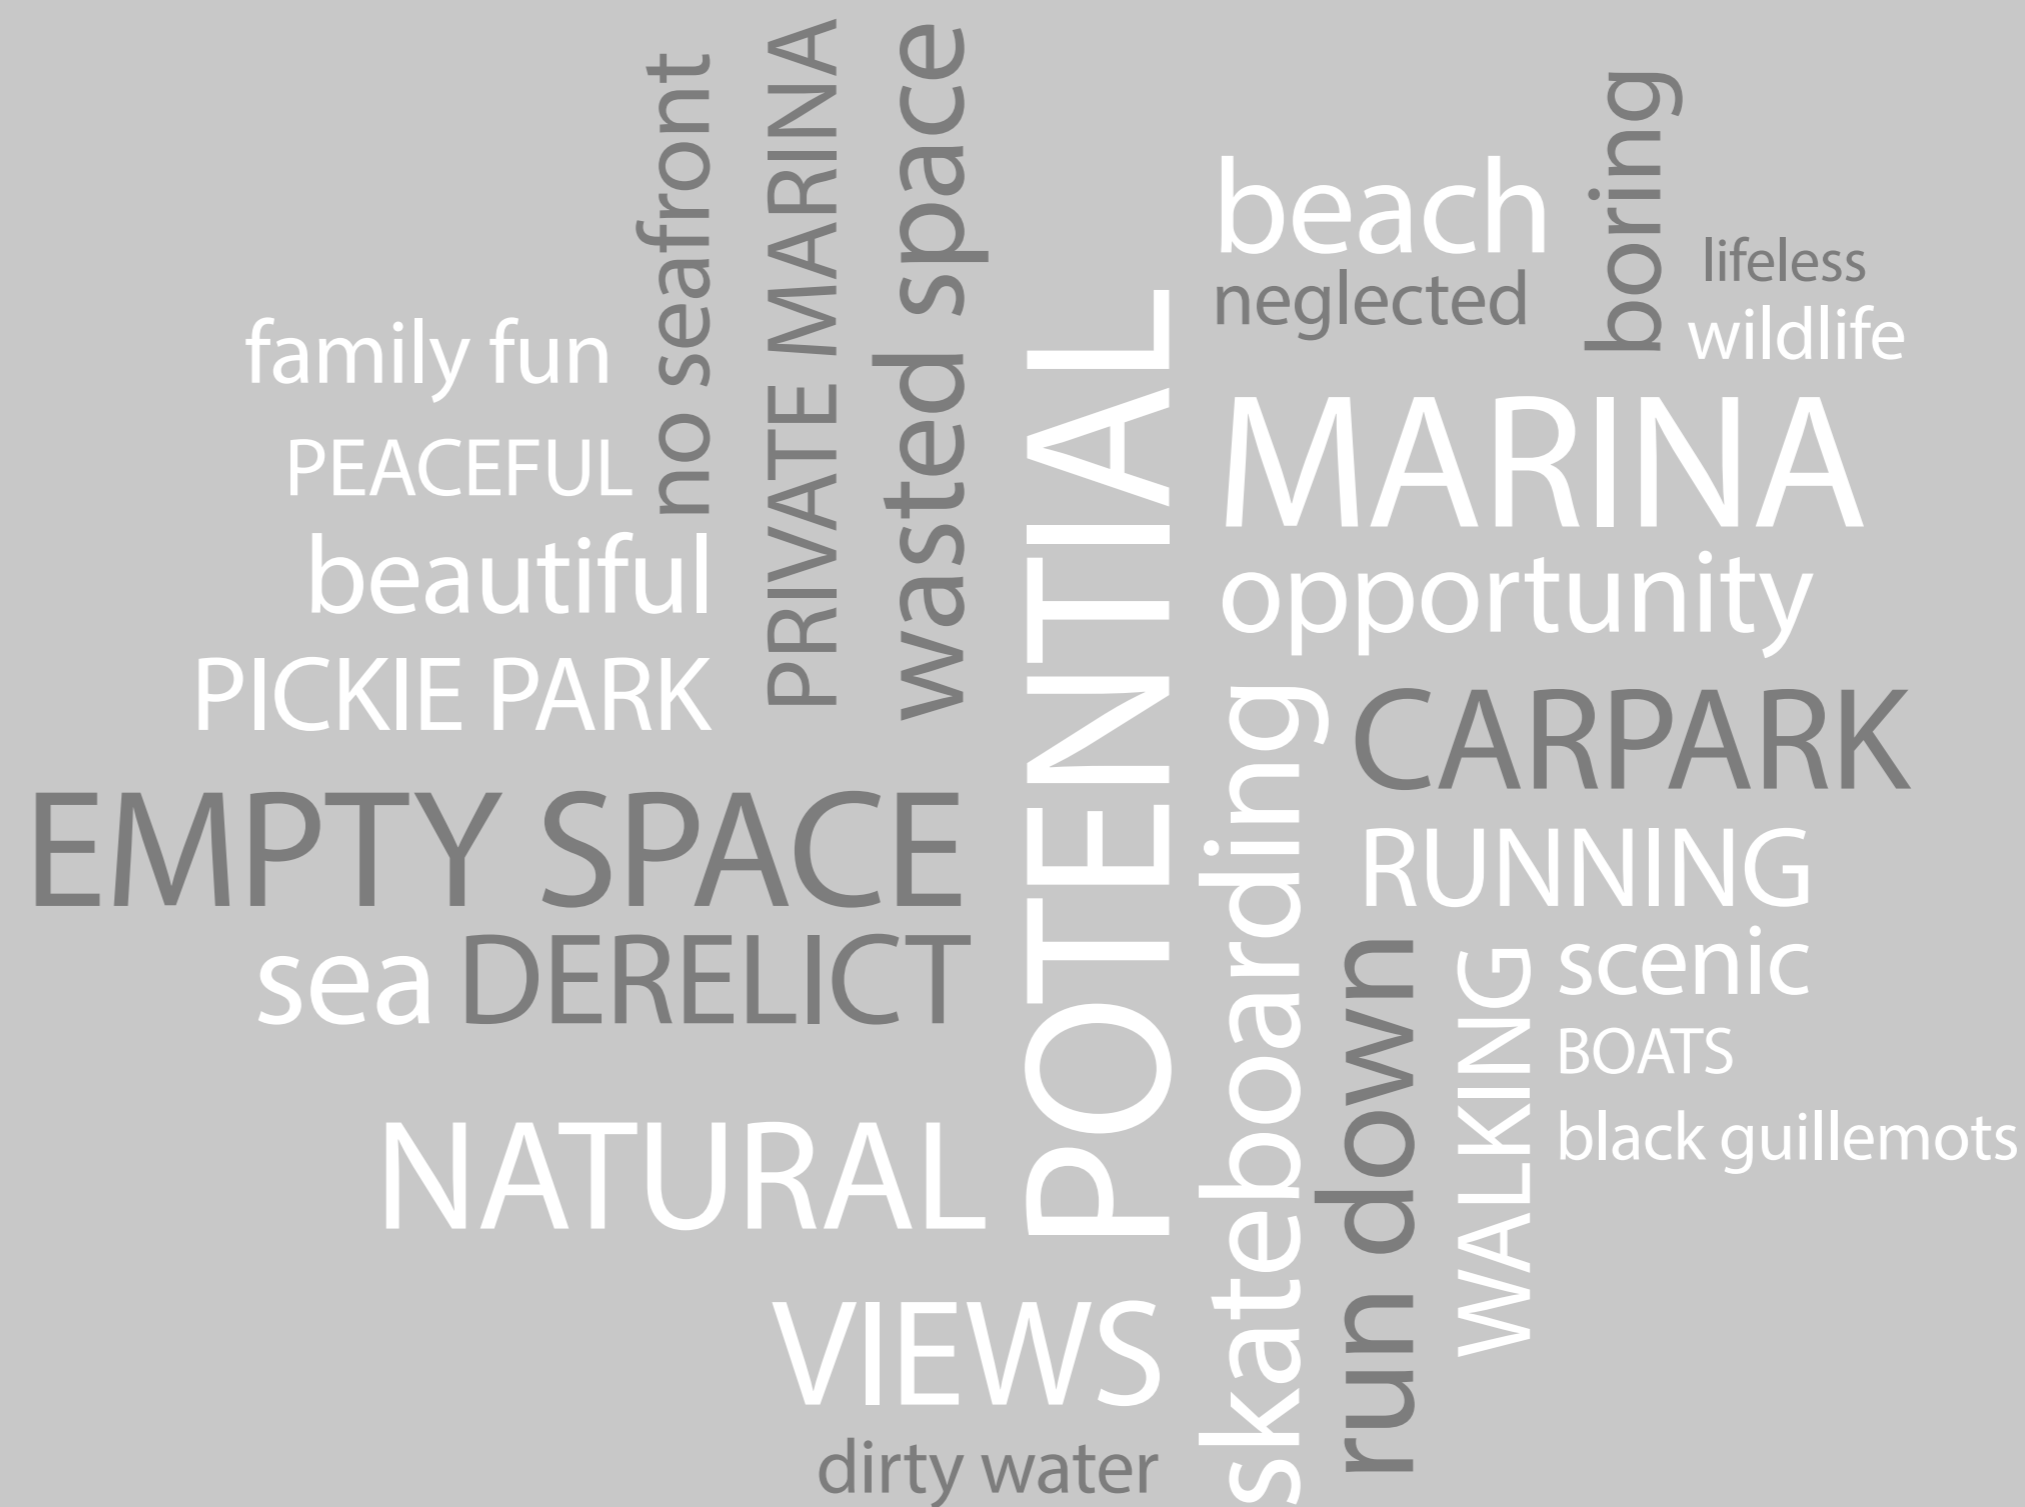 no seafront
PRIVATE MARINA
wasted space
beach
boring
neglected
lifeless
wildlife
family fun
PEACEFUL
beautiful
PICKIE PARK
POTENTIAL
MARINA
opportunity
CARPARK
EMPTY SPACE
RUNNING
sea DERELICT
skateboarding
run down
WALKING
scenic
BOATS
black guillemots
NATURAL
VIEWS
dirty water